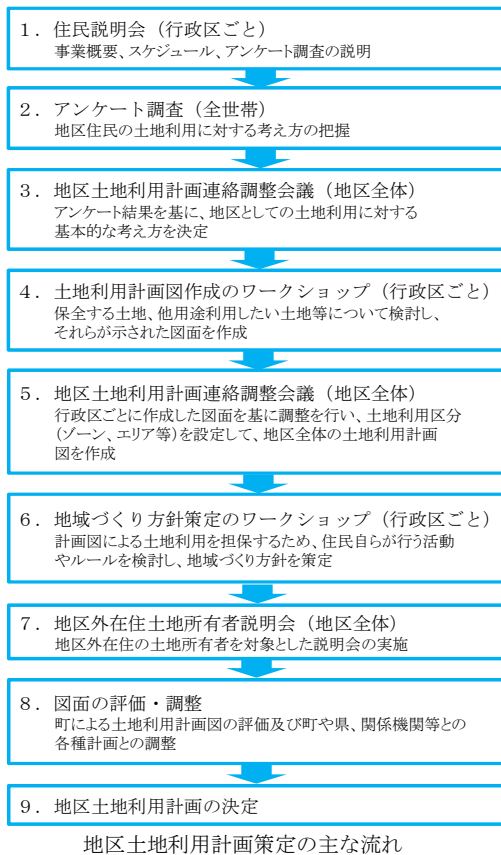 １．住民説明会（行政区ごと）
事業概要、スケジュール、アンケート調査の説明
２．アンケート調査（全世帯）
地区住民の土地利用に対する考え方の把握
３．地区土地利用計画連絡調整会議（地区全体）
アンケート結果を基に、地区としての土地利用に対する
基本的な考え方を決定
４．土地利用計画図作成のワークショップ（行政区ごと）
保全する土地、他用途利用したい土地等について検討し、
それらが示された図面を作成
５．地区土地利用計画連絡調整会議（地区全体）
行政区ごとに作成した図面を基に調整を行い、土地利用区分
（ゾーン、エリア等）を設定して、地区全体の土地利用計画
図を作成
６．地域づくり方針策定のワークショップ（行政区ごと）
計画図による土地利用を担保するため、住民自らが行う活動
やルールを検討し、地域づくり方針を策定
７．地区外在住土地所有者説明会（地区全体）
地区外在住の土地所有者を対象とした説明会の実施
８．図面の評価・調整
町による土地利用計画図の評価及び町や県、関係機関等との
各種計画との調整
９．地区土地利用計画の決定
地区土地利用計画策定の主な流れ